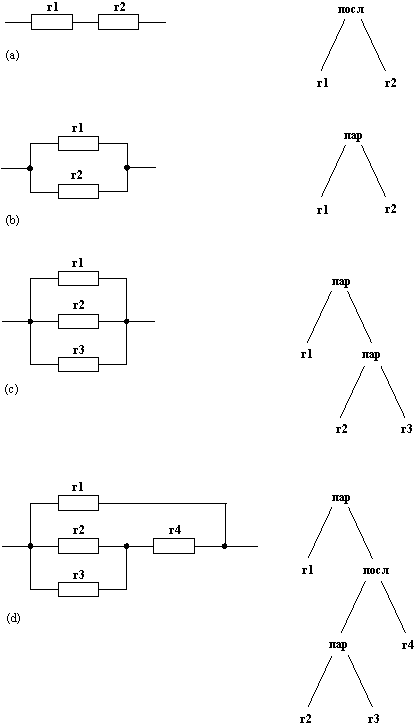 r1 r2 посл
(a)
r1 r2
r1 пар
r2
r1 r2
(b)
r1 пар
r2
r1 пар
r3
(c)
r2 r3
r1 пар
r2 r4
r1 посл
r3
(d)
пар r4
r2 r3